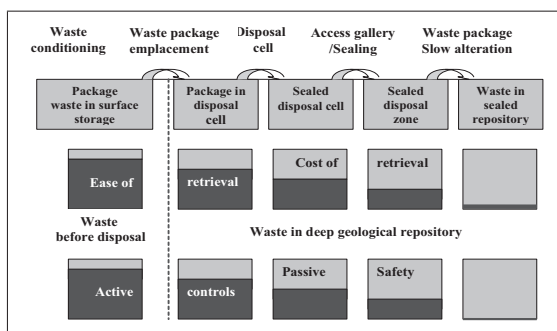 Waste
conditioning
Waste package
emplacement
Disposal
cell
Access gallery
/Sealing
Waste package
Slow alteration
Package
waste in surface
storage
Package in
disposal
cell
Sealed
disposal cell
Sealed
disposal
zone
Waste in
sealed
repository
Ease of
retrieval
Cost of
retrieval
Waste
before disposal
Waste in deep geological repository
Active
controls
Passive
Safety